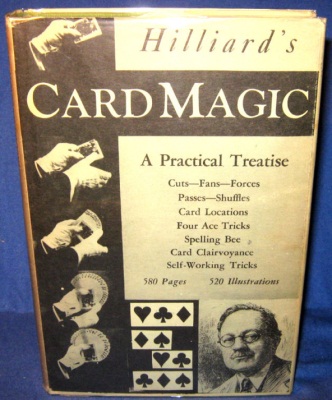 Hilliard's
CARD MAGIC
A Practical Treatise
Cuts—Fans—Forces
Passes—Shuffles
Card Locations
Four Ace Tricks
Spelling Bee
Card Clairvoyance
Self-Working Tricks
580 Pages 520 Illustrations